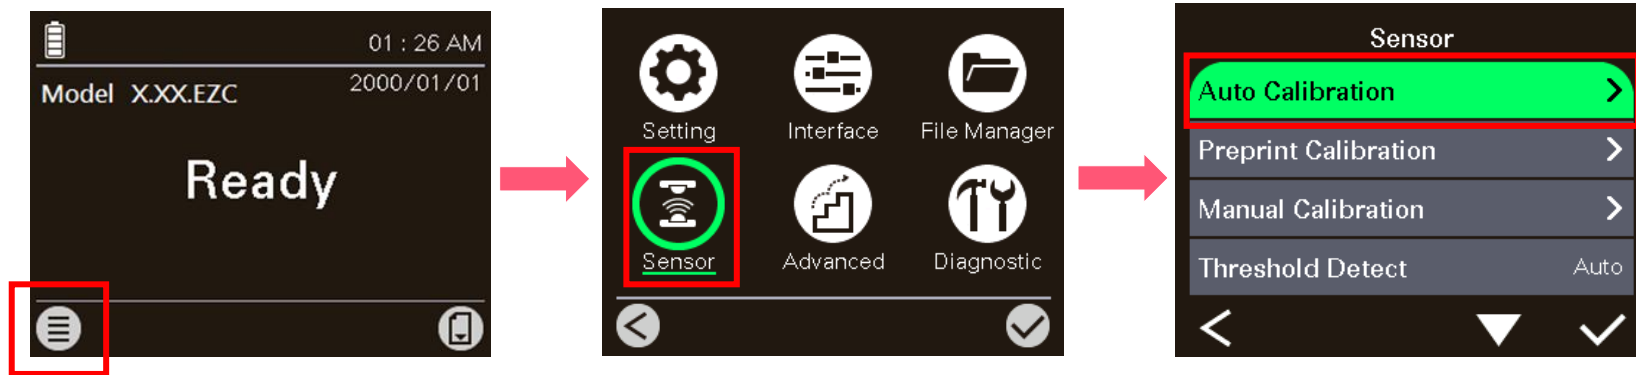 01 : 26 AM
2000/01/01
Model X.XX.EZC
Ready
Setting
Interface
File Manager
Sensor
Advanced
Diagnostic
Sensor
Auto Calibration
Preprint Calibration
Manual Calibration
Threshold Detect Auto